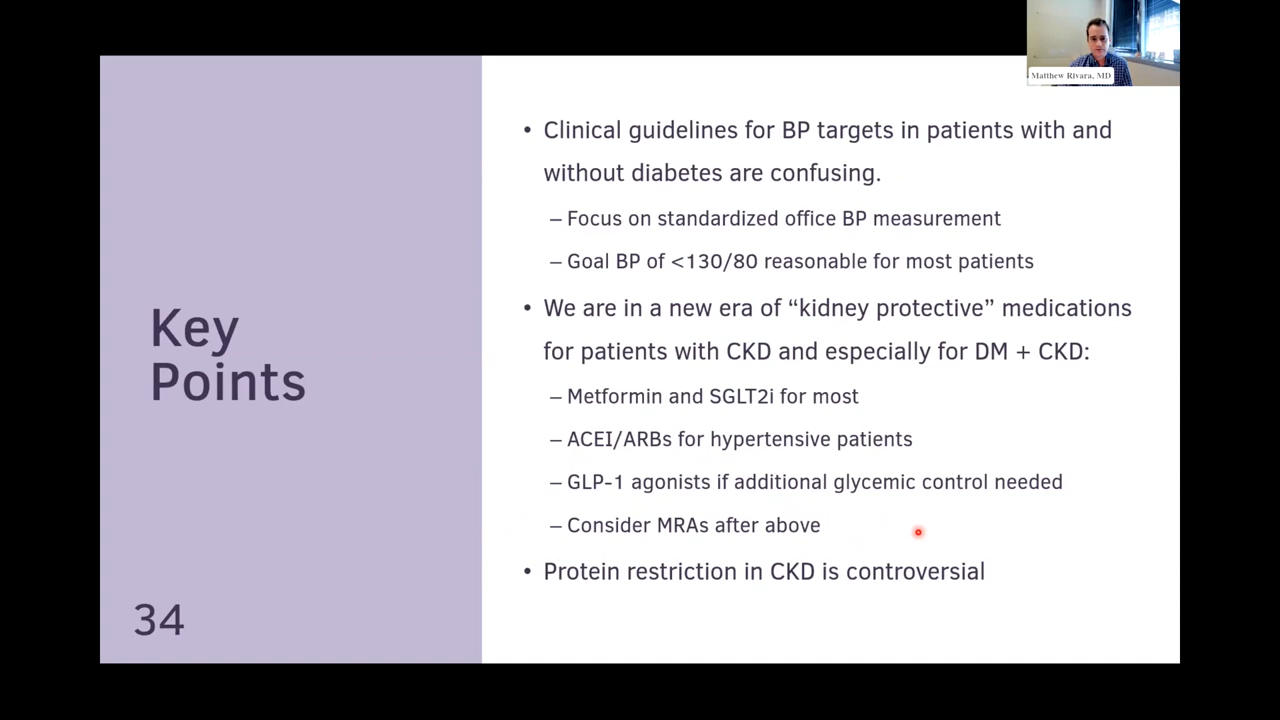 Matthew Rivara, MD
Key
Points
34
• Clinical guidelines for BP targets in patients with and
without diabetes are confusing.
– Focus on standardized office BP measurement
– Goal BP of <130/80 reasonable for most patients
• We are in a new era of “kidney protective” medications
for patients with CKD and especially for DM + CKD:
– Metformin and SGLT2i for most
– ACEI/ARBs for hypertensive patients
– GLP-1 agonists if additional glycemic control needed
– Consider MRAs after above
• Protein restriction in CKD is controversial